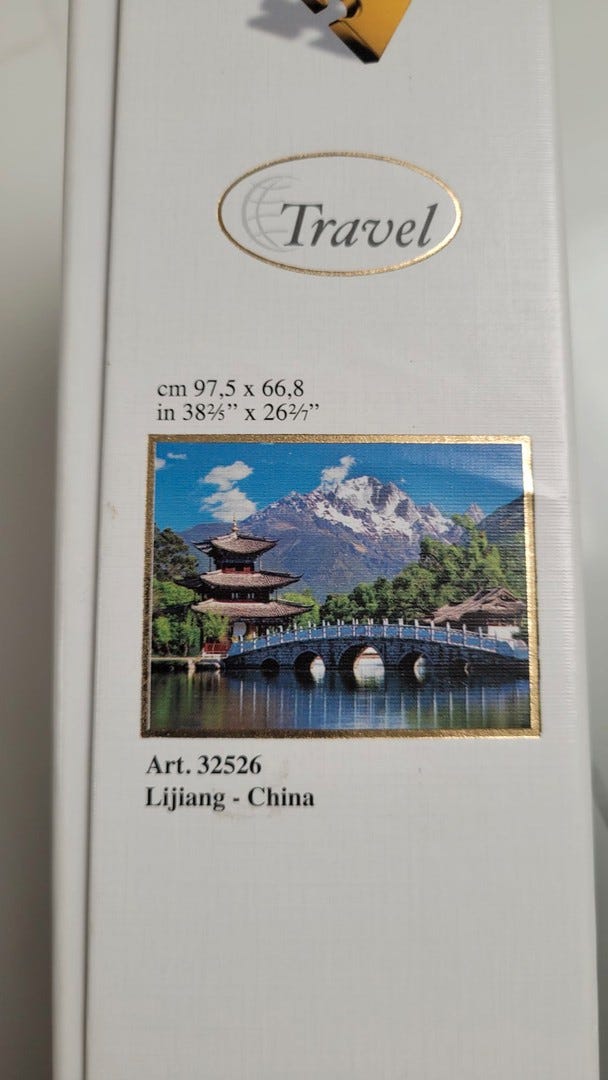 Travel
cm 97,5 x 66,8
in 38⅖” x 26²⁄₇”
Art. 32526
Lijiang - China